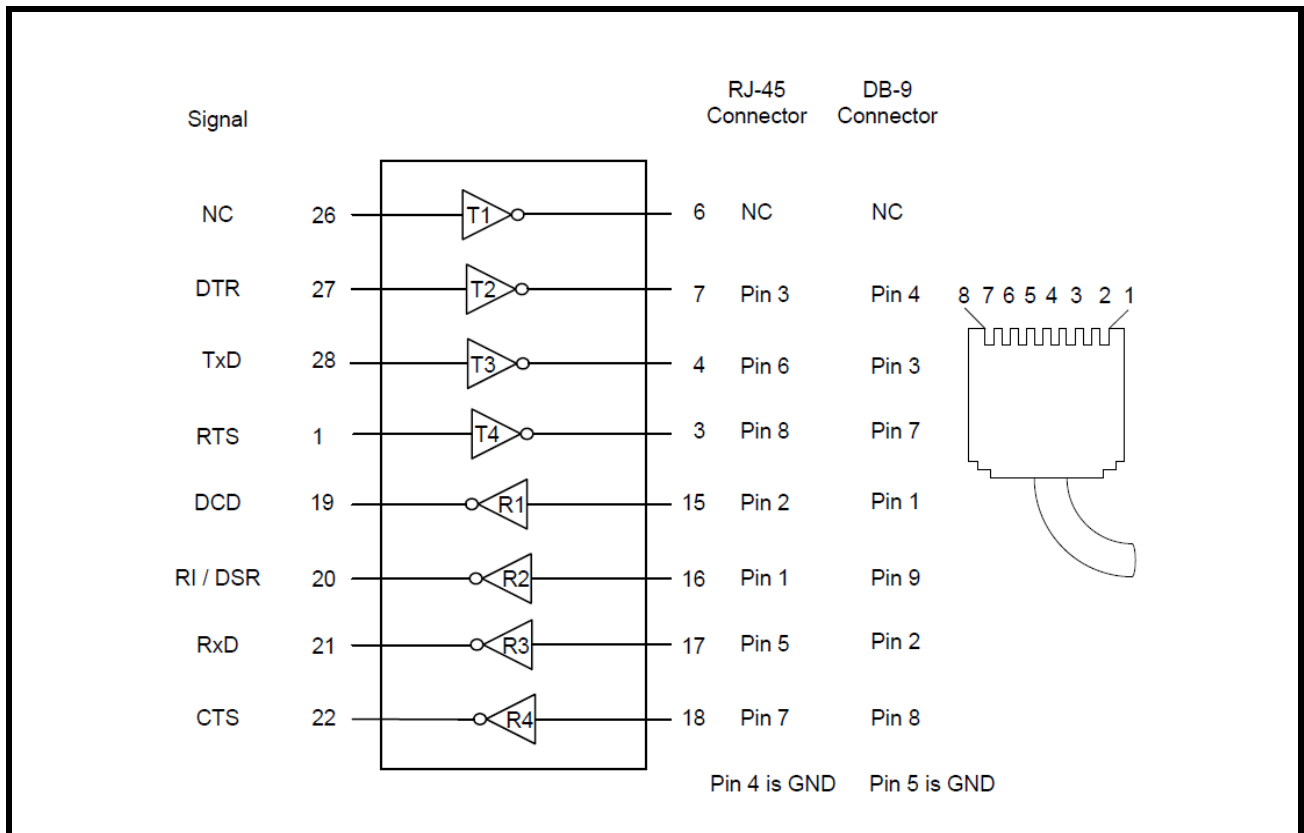 RJ-45 Connector DB-9 Connector
Signal
NC 26 T1 6 NC NC
DTR 27 T2 7 Pin 3 Pin 4
8 7 6 5 4 3 2 1
TxD 28 T3 4 Pin 6 Pin 3
RTS 1 T4 3 Pin 8 Pin 7
DCD 19 R1 15 Pin 2 Pin 1
RI / DSR 20 R2 16 Pin 1 Pin 9
RxD 21 R3 17 Pin 5 Pin 2
CTS 22 R4 18 Pin 7 Pin 8
Pin 4 is GND Pin 5 is GND